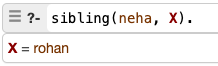 ?- sibling(neha, X).
X = rohan